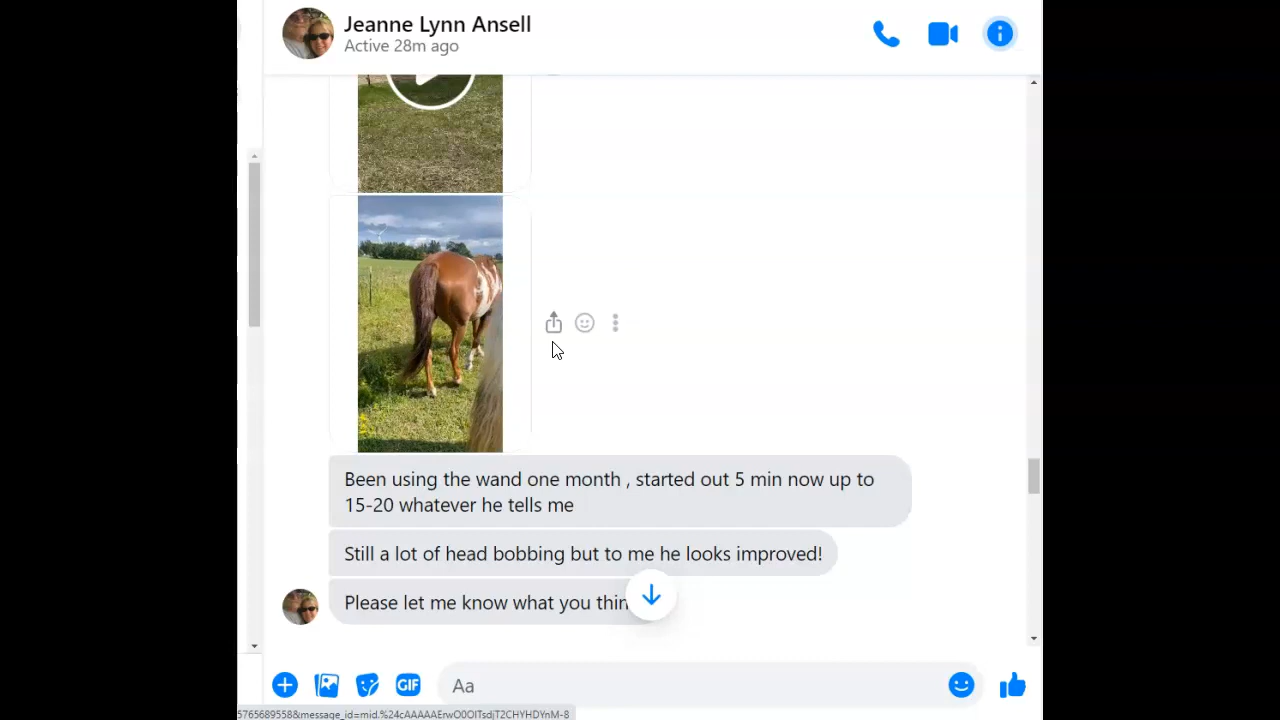 Jeanne Lynn Ansell
Active 28m ago
Been using the wand one month , started out 5 min now up to
15-20 whatever he tells me
Still a lot of head bobbing but to me he looks improved!
Please let me know what you thin
GIF
Aa